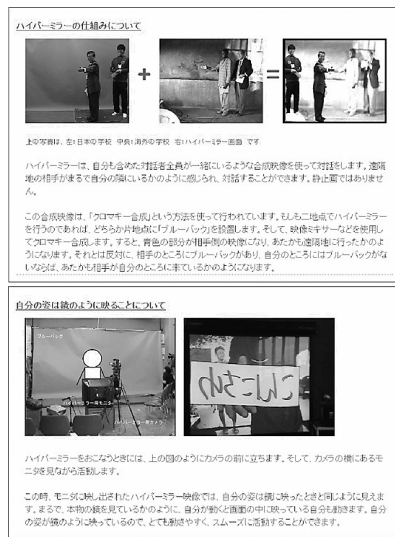 ハイパーミラーの仕組みについて
上の写真は、左:日本の学校 中央:海外の学校 右:ハイパーミラー画面 です
ハイパーミラーは、自分も含めた対話者全員が一緒にいるような合成映像を使って対話をします。遠隔
地の相手がまるで自分の隣にいるかのように感じられ、対話することができます。静止画ではありませ
ん。
この合成映像は、「クロマキー合成」という方法を使って行われています。もしも二地点でハイパーミラー
を行うのであれば、どちらか片地点に「ブルーバック」を設置します。そして、映像ミキサーなどを使用し
てクロマキー合成します。すると、青色の部分が相手側の映像になり、あたかも遠隔地に行ったかのよ
うになります。それとは反対に、相手のところにブルーバックがあり、自分のところにはブルーバックがな
いならば、あたかも相手が自分のところに来ているかのようになります。
自分の姿は鏡のように映ることについて
ブルーバック
ハイパーミラー用モニタ
ハイパーミラー用カメラ
こんにちわ
ハイパーミラーをおこなうときには、上の図のようにカメラの前に立ちます。そして、カメラの横にあるモ
ニタを見ながら活動します。
この時、モニタに映し出されたハイパーミラー映像では、自分の姿は鏡に映ったときと同じように見えま
す。まるで、本物の鏡を見ているかのように、自分が動くと画面の中に映っている自分も動きます。自分
の姿が鏡のように映っているので、とても動きやすく、スムーズに活動することができます。